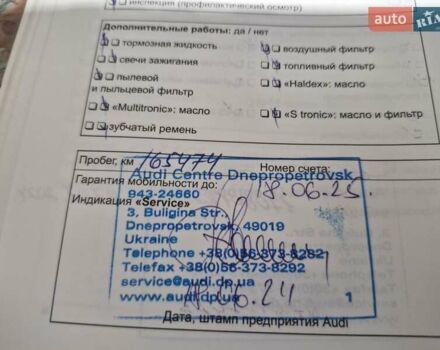 инспекция (профилактический осмотр)
auto RIA
Дополнительные работы: да / нет
тормозная жидкость
воздушный фильтр
свечи зажигания
топливный фильтр
пылевой
и пыльцевой фильтр
«Haldex»: масло
«Multitronic»: масло
«S tronic»: масло и фильтр
зубчатый ремень
Пробег, км 165474
Номер счета:
Audi Centre Dnepropetrovsk
Гарантия мобильности до: 18.06.25.
943-24660
Индикация «Service»
3, Buligina Str.,
Dnepropetrovsk, 49019
Ukraine
Telephone +38(0)56-373-8282
Telefax +38(0)56-373-8292
service@audi.dp.ua
www.audi.dp.ua 1
Дата, штамп предприятия Audi